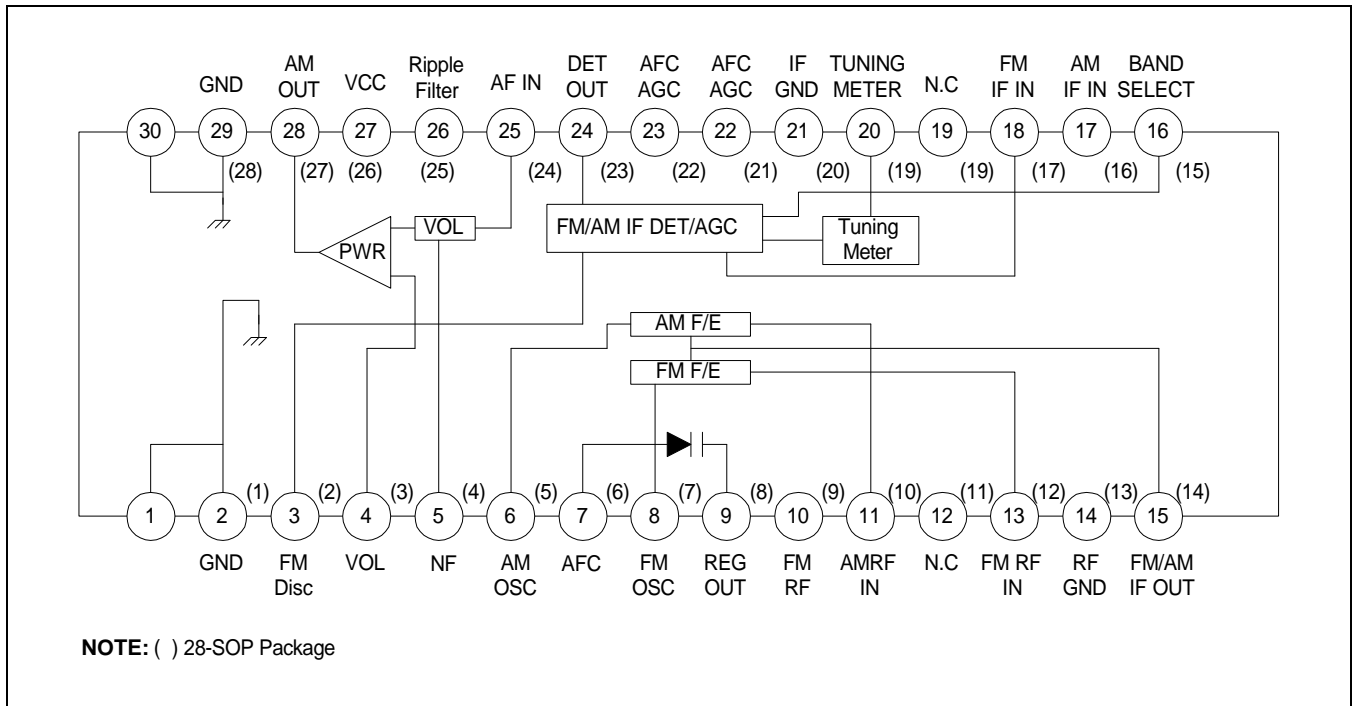 GND
AM
OUT
VCC
Ripple
Filter
AF IN
DET
OUT
AFC
AGC
AFC
AGC
IF
GND
TUNING
METER
N.C
FM
IF IN
AM
IF IN
BAND
SELECT
30 29 28 27 26 25 24 23 22 21 20 19 18 17 16
(28) (27) (26) (25) (24) (23) (22) (21) (20) (19) (19) (17) (16) (15)
VOL
FM/AM IF DET/AGC
Tuning
Meter
PWR
AM F/E
FM F/E
(1) (2) (3) (4) (5) (6) (7) (8) (9) (10) (11) (12) (13) (14)
1 2 3 4 5 6 7 8 9 10 11 12 13 14 15
GND
FM
Disc
VOL
NF
AM
OSC
AFC
FM
OSC
REG
OUT
FM
RF
AMRF
IN
N.C
FM RF
IN
RF
GND
FM/AM
IF OUT
NOTE: ( ) 28-SOP Package